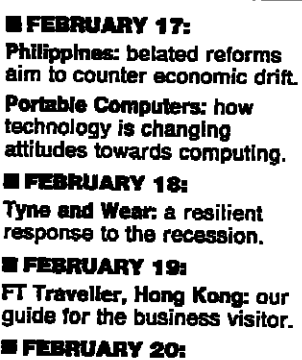 ■ FEBRUARY 17:
Philippines: belated reforms
aim to counter economic drift.
Portable Computers: how
technology is changing
attitudes towards computing.
■ FEBRUARY 18:
Tyne and Wear: a resilient
response to the recession.
■ FEBRUARY 19:
FT Traveller, Hong Kong: our
guide for the business visitor.
■ FEBRUARY 20: